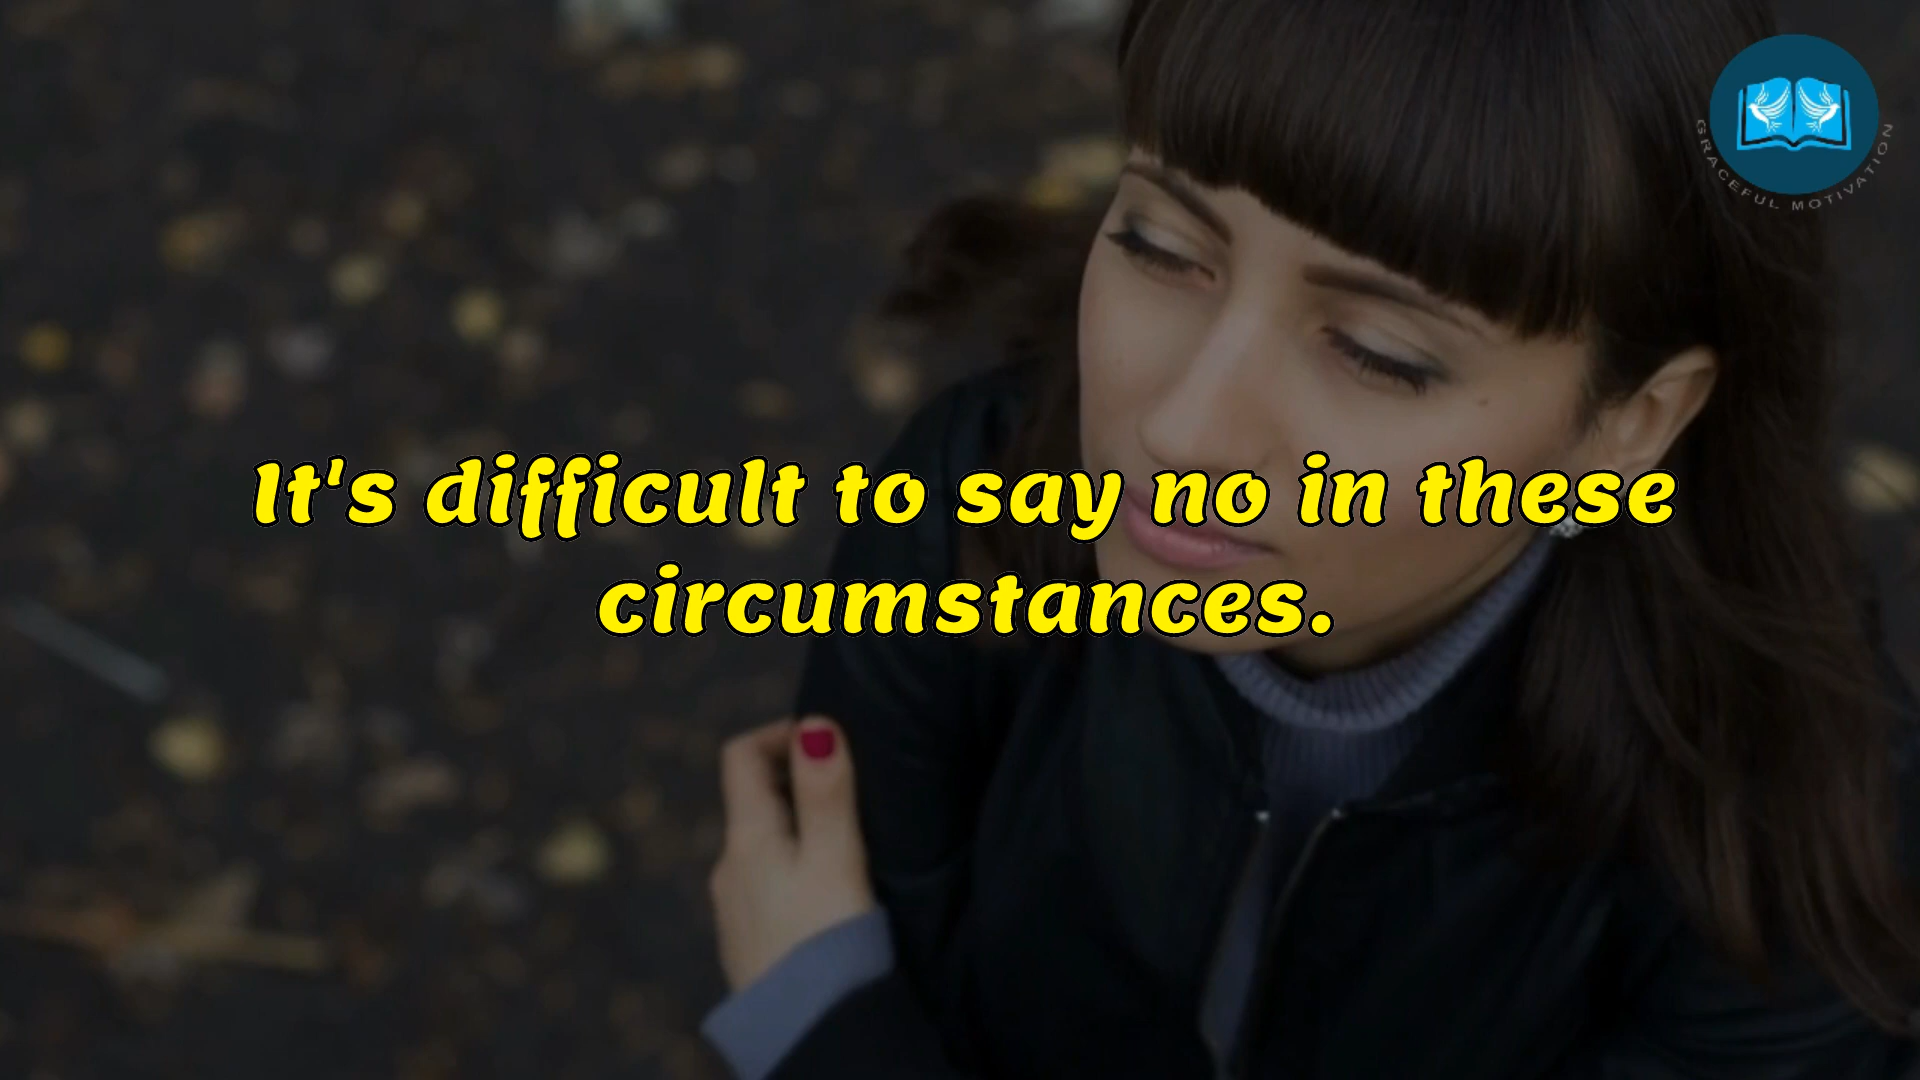 GRACEFUL MOTIVATION
It's difficult to say no in these
circumstances.